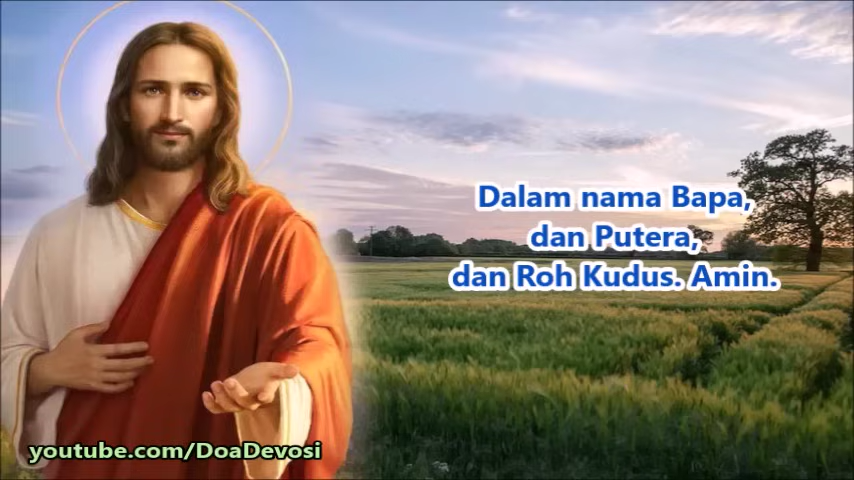 Dalam nama Bapa,
dan Putera,
dan Roh Kudus. Amin.
youtube.com/DoaDevosi